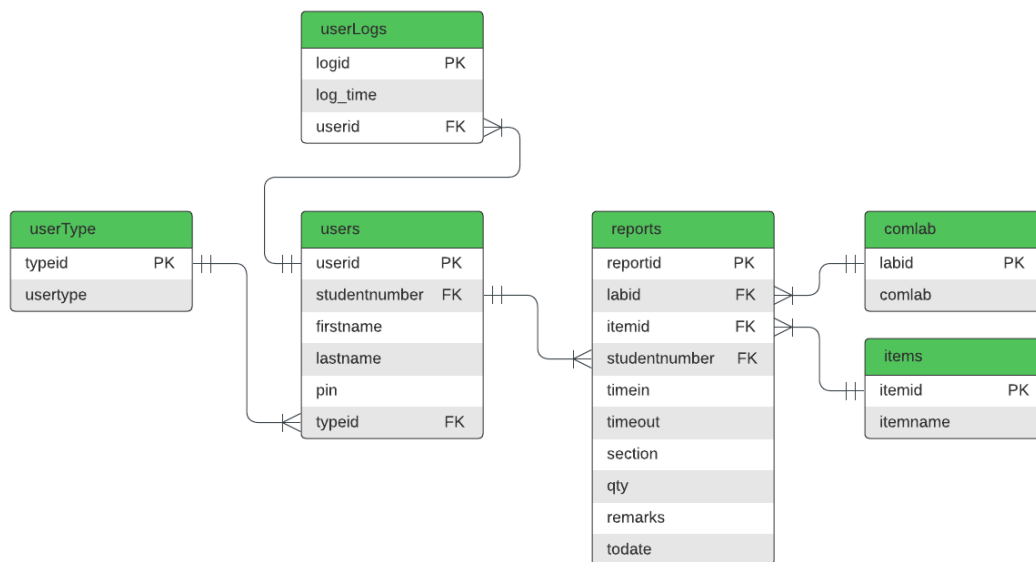 userLogs
logid PK
log_time
userid FK
userType
typeid PK
usertype
users
userid PK
studentnumber FK
firstname
lastname
pin
typeid FK
reports
reportid PK
labid FK
itemid FK
studentnumber FK
timein
timeout
section
qty
remarks
todate
comlab
labid PK
comlab
items
itemid PK
itemname